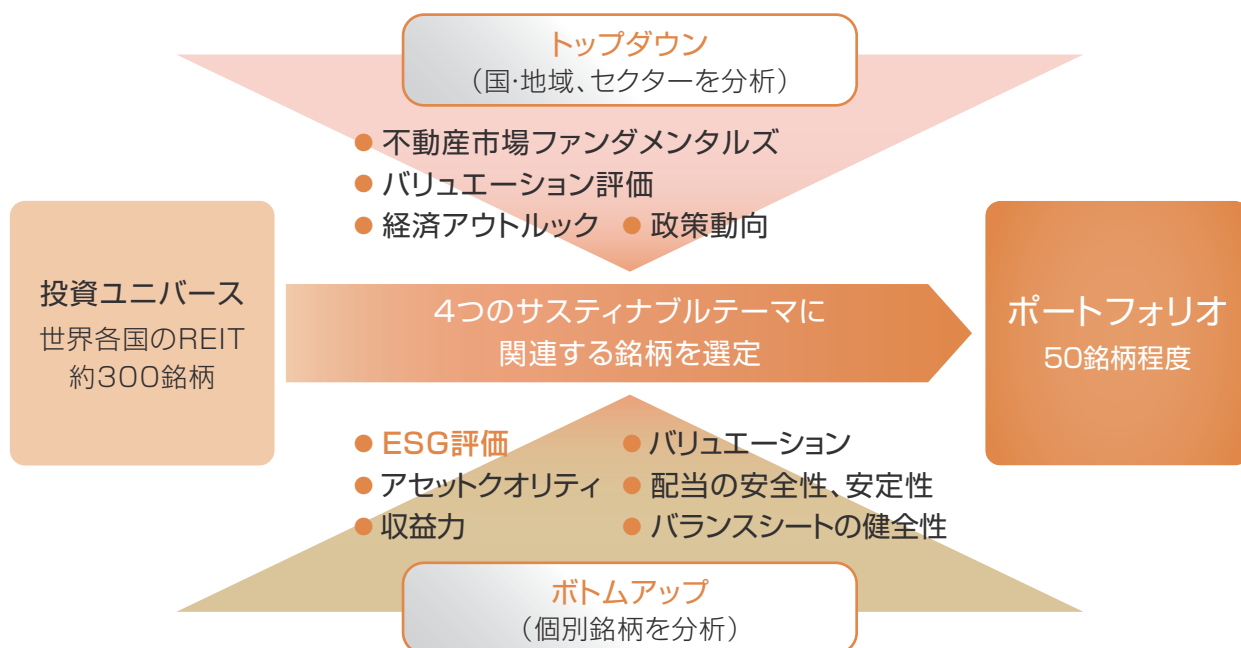 トップダウン
（国・地域、セクターを分析）
● 不動産市場ファンダメンタルズ
● バリュエーション評価
● 経済アウトルック ● 政策動向
投資ユニバース
世界各国のREIT
約300銘柄
4つのサスティナブルテーマに
関連する銘柄を選定
ポートフォリオ
50銘柄程度
● ESG評価 ● バリュエーション
● アセットクオリティ ● 配当の安全性、安定性
● 収益力 ● バランスシートの健全性
ボトムアップ
（個別銘柄を分析）